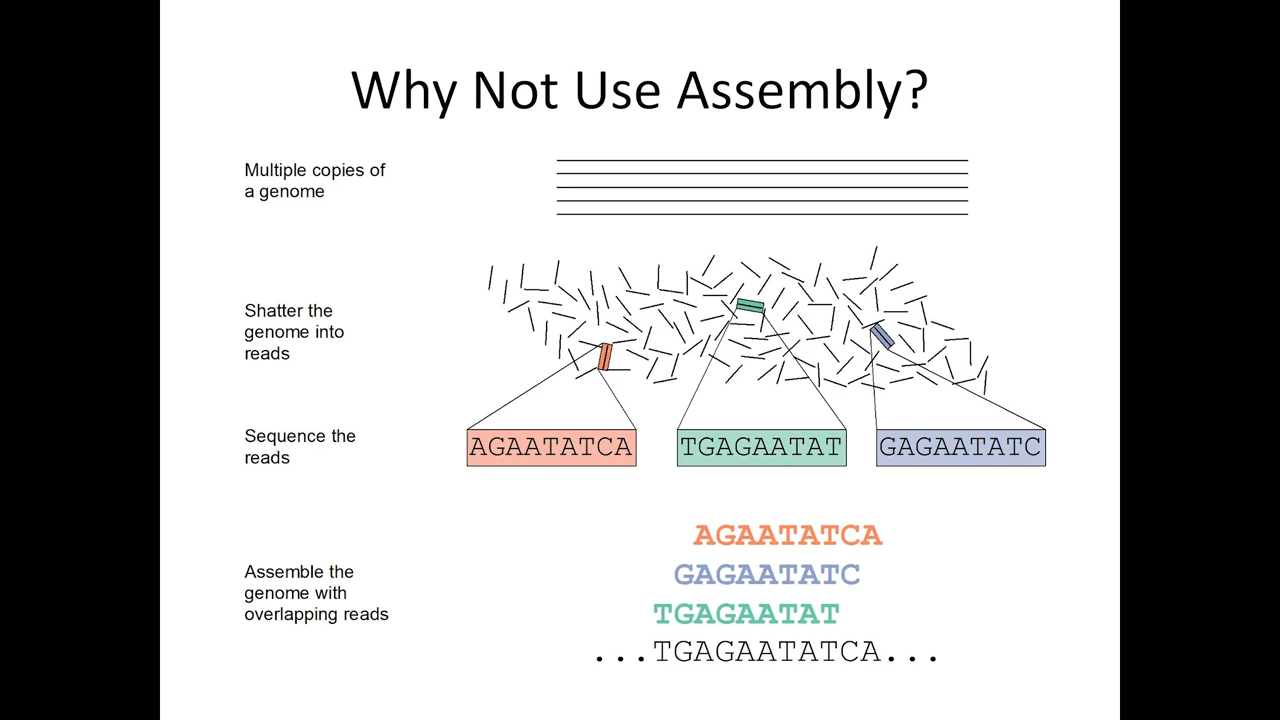 Why Not Use Assembly?
Multiple copies of
a genome
Shatter the
genome into
reads
Sequence the
reads
AGAATATCA TGAGAATAT GAGAATATC
AGAATATCA
GAGAATATC
Assemble the
genome with
overlapping reads
TGAGAATAT
...TGAGAATATCA...